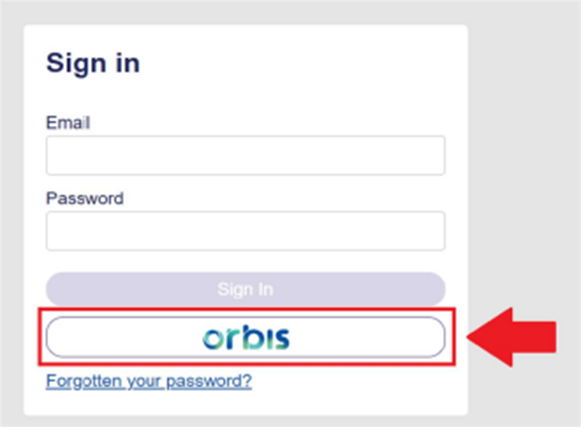 Sign in
Email
Password
Sign In
orbis
Forgotten your password?